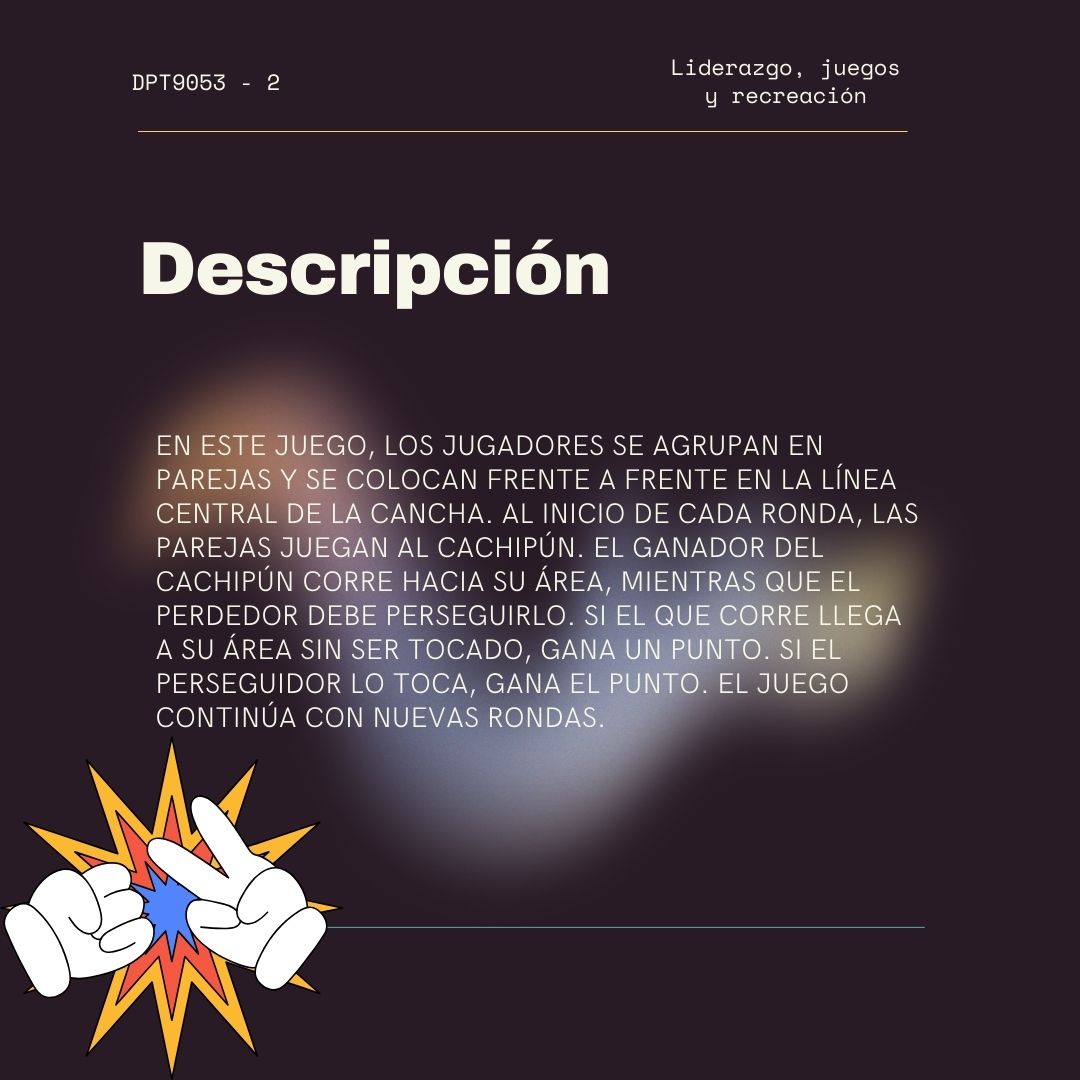 DPT9053 - 2
Liderazgo, juegos
y recreación
Descripción
EN ESTE JUEGO, LOS JUGADORES SE AGRUPAN EN
PAREJAS Y SE COLOCAN FRENTE A FRENTE EN LA LÍNEA
CENTRAL DE LA CANCHA. AL INICIO DE CADA RONDA, LAS
PAREJAS JUEGAN AL CACHIPÚN. EL GANADOR DEL
CACHIPÚN CORRE HACIA SU ÁREA, MIENTRAS QUE EL
PERDEDOR DEBE PERSEGUIRLO. SI EL QUE CORRE LLEGA
A SU ÁREA SIN SER TOCADO, GANA UN PUNTO. SI EL
PERSEGUIDOR LO TOCA, GANA EL PUNTO. EL JUEGO
CONTINÚA CON NUEVAS RONDAS.